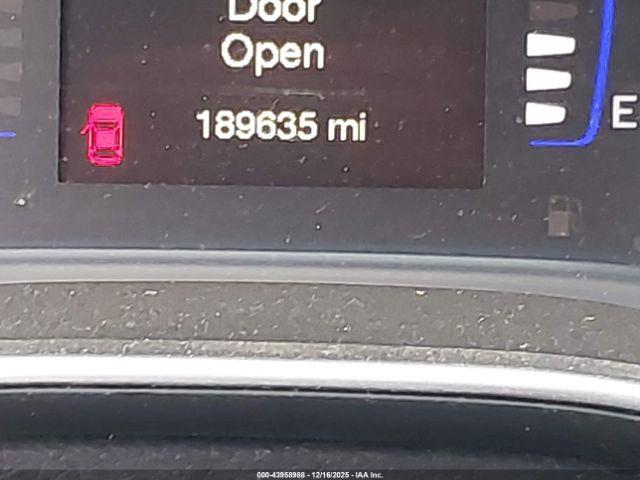 Door
Open
189635 mi
E
000-43958988 - 12/16/2025 - IAA Inc.